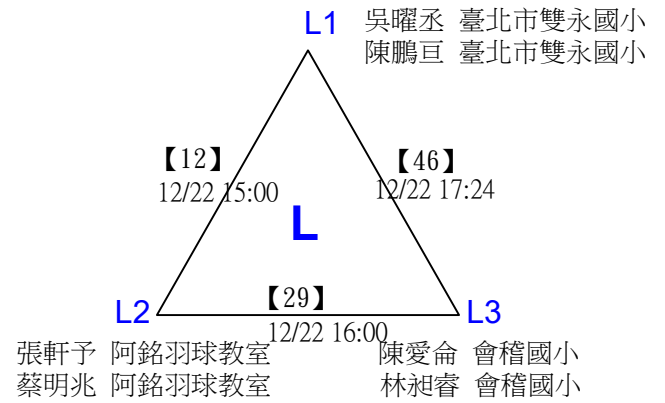 L1 吳曜丞 臺北市雙永國小
陳鵬亘 臺北市雙永國小
【12】
12/22 15:00
【46】
12/22 17:24
L
【29】
12/22 16:00
L2
張軒予 阿銘羽球教室
蔡明兆 阿銘羽球教室
L3
陳愛侖 會稽國小
林昶睿 會稽國小